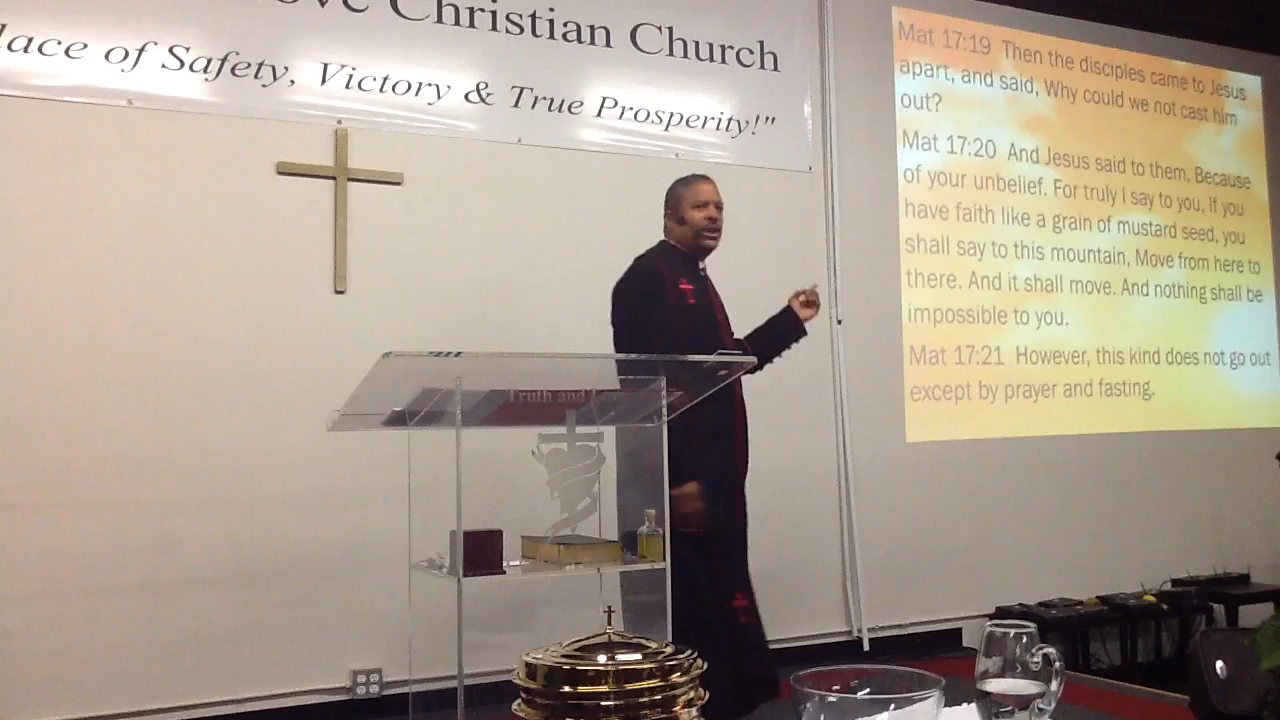 Christian Church
of Safety, Victory & True Prosperity!"
Mat 17:19 Then the disciples came to Jesus
apart, and said, Why could we not cast him
out?
Mat 17:20 And Jesus said to them, Because
of your unbelief. For truly I say to you, If you
have faith like a grain of mustard seed, you
shall say to this mountain, Move from here to
there. And it shall move. And nothing shall be
impossible to you.
Mat 17:21 However, this kind does not go out
except by prayer and fasting.
Truth and